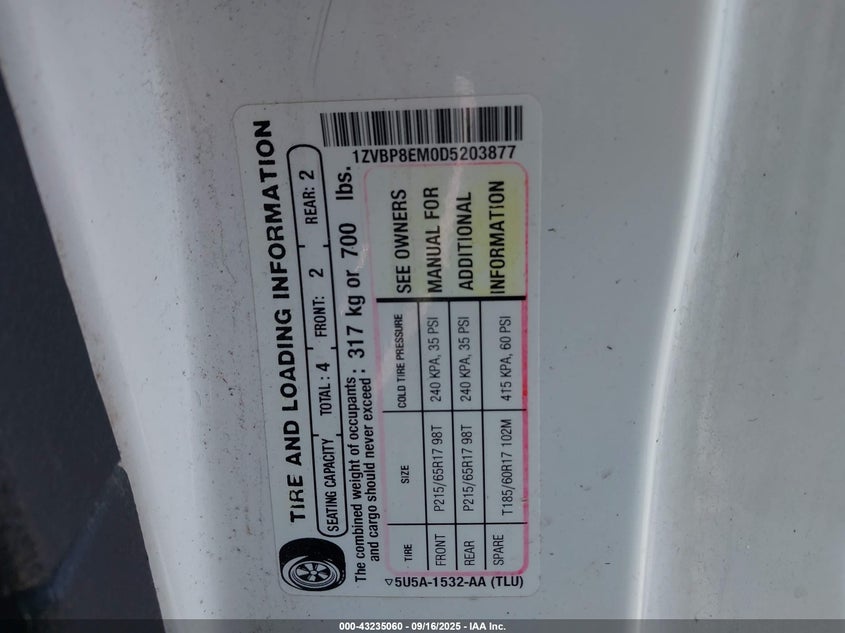 TIRE AND LOADING INFORMATION
SEATING CAPACITY TOTAL : 4 FRONT: 2 REAR: 2
The combined weight of occupants and cargo should never exceed : 317 kg or 700 lbs.
1ZVBP8EM0D5203877
TIRE SIZE COLD TIRE PRESSURE
FRONT P215/65R17 98T 240 KPA, 35 PSI
REAR P215/65R17 98T 240 KPA, 35 PSI
SPARE T185/60R17 102M 415 KPA, 60 PSI
SEE OWNERS
MANUAL FOR
ADDITIONAL
INFORMATION
5U5A-1532-AA (TLU)
000-43235060 - 09/16/2025 - IAA Inc.